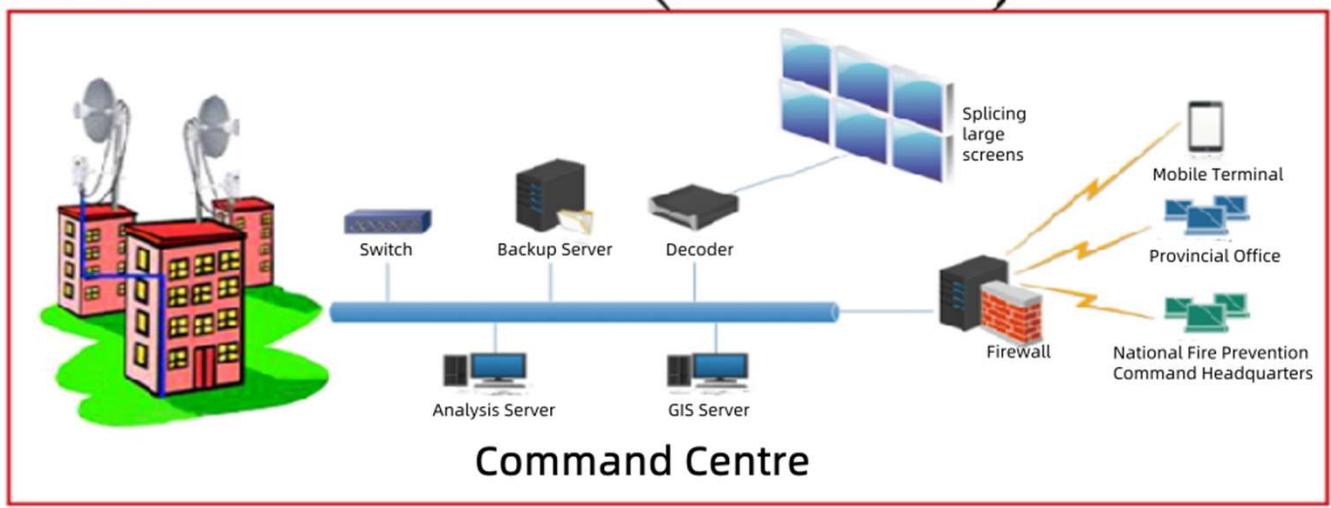 Splicing
large
screens
Mobile Terminal
Switch
Backup Server
Decoder
Provincial Office
Firewall
National Fire Prevention
Command Headquarters
Analysis Server
GIS Server
Command Centre